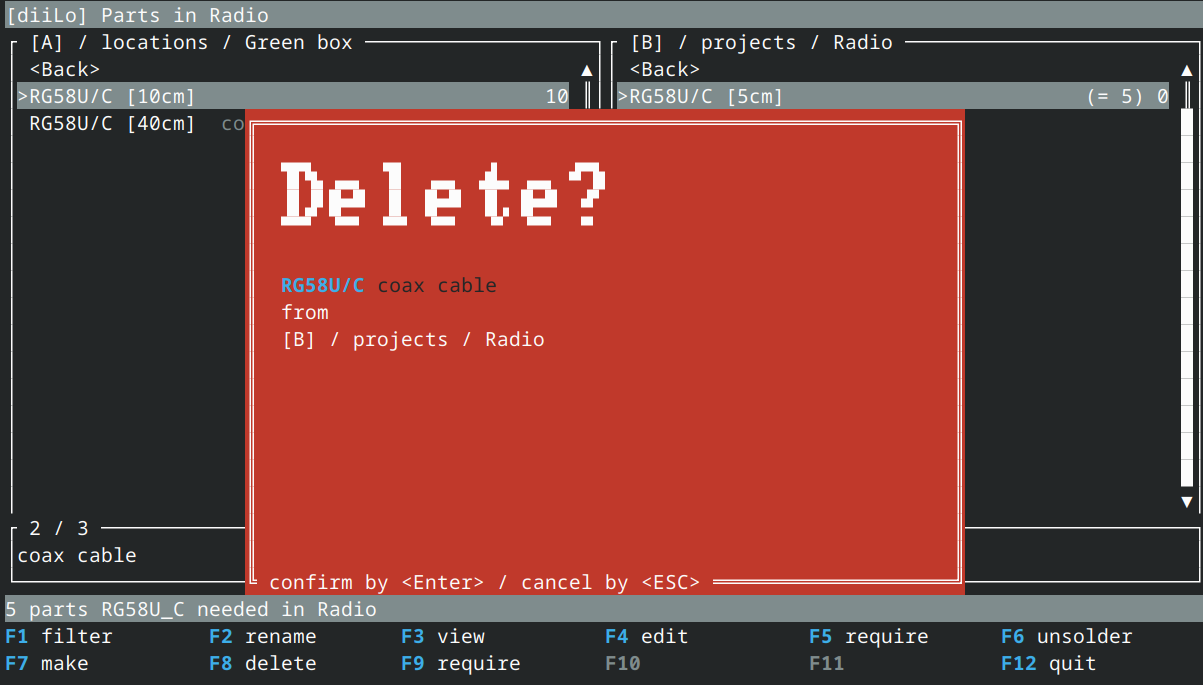 [diiLo] Parts in Radio
[A] / locations / Green box
[B] / projects / Radio
<Back>
<Back>
>RG58U/C [10cm] 10
>RG58U/C [5cm] (= 5) 0
RG58U/C [40cm] co
Delete?
RG58U/C coax cable
from
[B] / projects / Radio
2 / 3
coax cable
confirm by <Enter> / cancel by <ESC>
5 parts RG58U_C needed in Radio
F1 filter F2 rename F3 view F4 edit F5 require F6 unsolder
F7 make F8 delete F9 require F10 F11 F12 quit